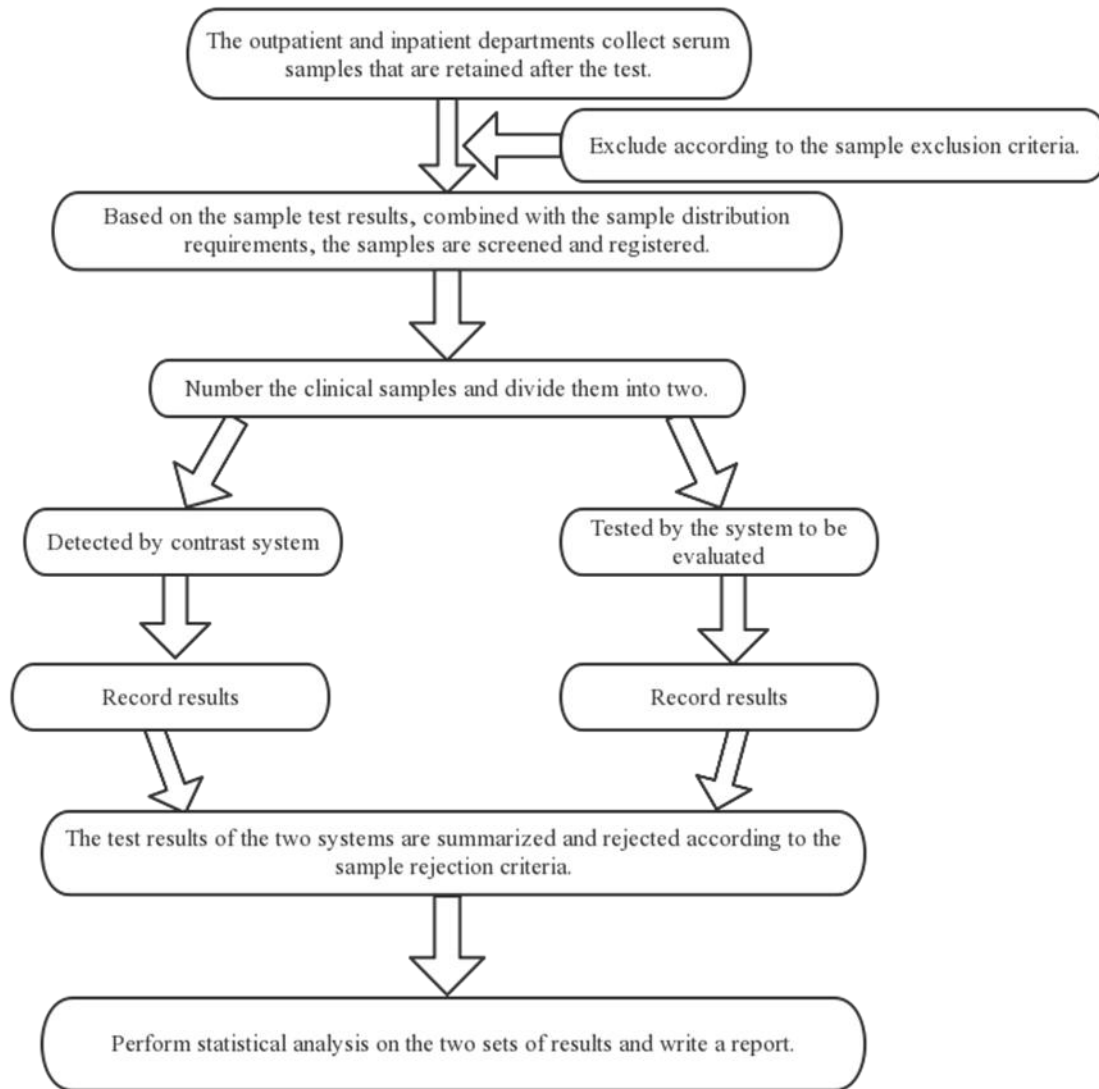 The outpatient and inpatient departments collect serum
samples that are retained after the test.
Exclude according to the sample exclusion criteria.
Based on the sample test results, combined with the sample distribution
requirements, the samples are screened and registered.
Number the clinical samples and divide them into two.
Detected by contrast system
Tested by the system to be
evaluated
Record results
Record results
The test results of the two systems are summarized and rejected according to the
sample rejection criteria.
Perform statistical analysis on the two sets of results and write a report.